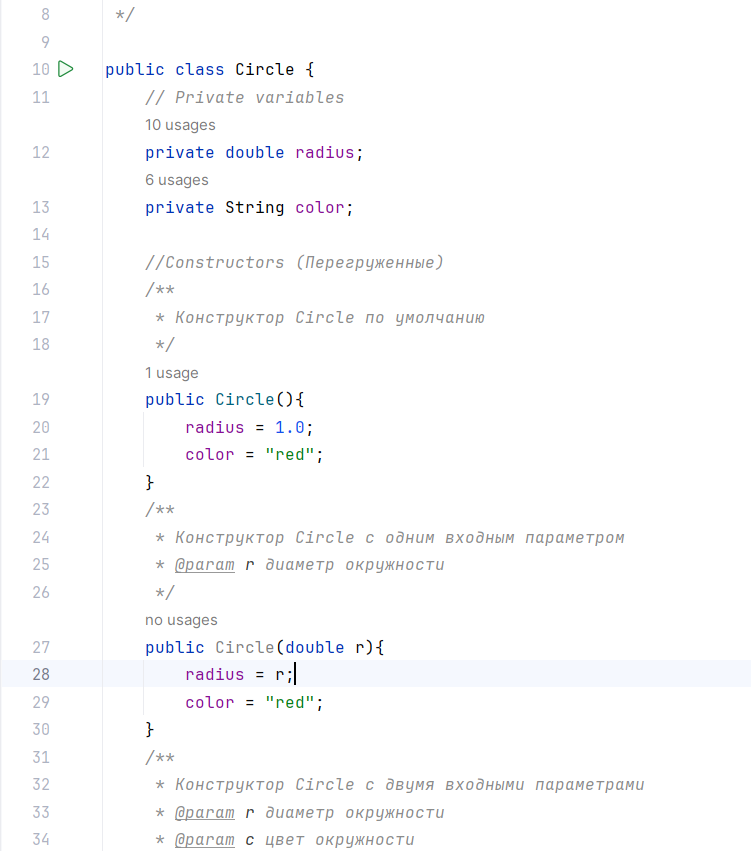 8 */
9
10 public class Circle {
11 // Private variables
10 usages
12 private double radius;
6 usages
13 private String color;
14
15 //Constructors (Перегруженные)
16 /**
17 * Конструктор Circle по умолчанию
18 */
1 usage
19 public Circle(){
20 radius = 1.0;
21 color = "red";
22 }
23 /**
24 * Конструктор Circle с одним входным параметром
25 * @param r диаметр окружности
26 */
no usages
27 public Circle(double r){
28 radius = r;
29 color = "red";
30 }
31 /**
32 * Конструктор Circle с двумя входными параметрами
33 * @param r диаметр окружности
34 * @param c цвет окружности